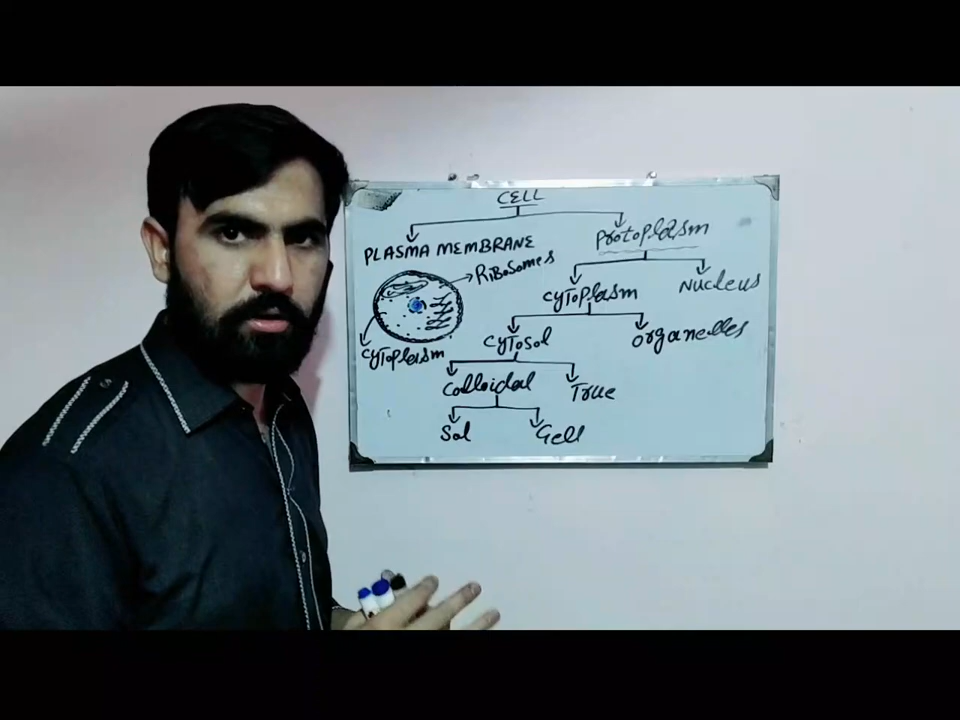 CELL
PLASMA MEMBRANE
Protoplasm
Ribosomes
Cytoplasm
Nucleus
Cytoplasm
Cytosol
Organelles
Colloidal
True
Sol
Gell